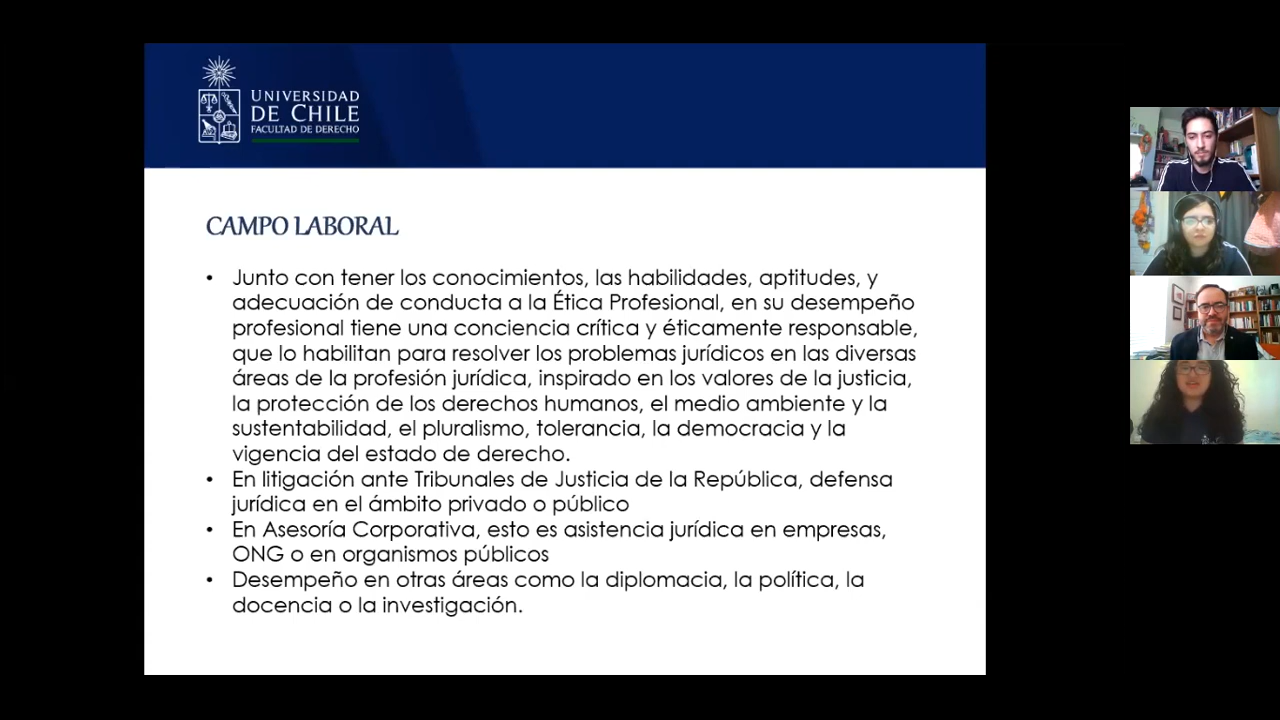 UNIVERSIDAD
DE CHILE
FACULTAD DE DERECHO
CAMPO LABORAL
• Junto con tener los conocimientos, las habilidades, aptitudes, y
adecuación de conducta a la Ética Profesional, en su desempeño
profesional tiene una conciencia crítica y éticamente responsable,
que lo habilitan para resolver los problemas jurídicos en las diversas
áreas de la profesión jurídica, inspirado en los valores de la justicia,
la protección de los derechos humanos, el medio ambiente y la
sustentabilidad, el pluralismo, tolerancia, la democracia y la
vigencia del estado de derecho.
• En litigación ante Tribunales de Justicia de la República, defensa
jurídica en el ámbito privado o público
• En Asesoría Corporativa, esto es asistencia jurídica en empresas,
ONG o en organismos públicos
• Desempeño en otras áreas como la diplomacia, la política, la
docencia o la investigación.